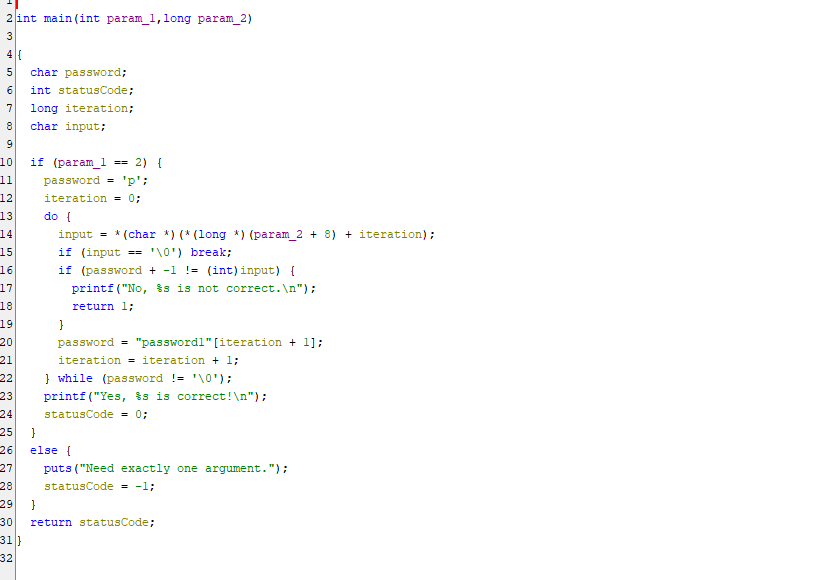 1
2 int main(int param_1,long param_2)
3
4 {
5   char password;
6   int statusCode;
7   long iteration;
8   char input;
9
10   if (param_1 == 2) {
11     password = 'p';
12     iteration = 0;
13     do {
14       input = *(char *)(*(long *)(param_2 + 8) + iteration);
15       if (input == '\0') break;
16       if (password + -1 != (int)input) {
17         printf("No, %s is not correct.\n");
18         return 1;
19       }
20       password = "password1"[iteration + 1];
21       iteration = iteration + 1;
22     } while (password != '\0');
23     printf("Yes, %s is correct!\n");
24     statusCode = 0;
25   }
26   else {
27     puts("Need exactly one argument.");
28     statusCode = -1;
29   }
30   return statusCode;
31 }
32